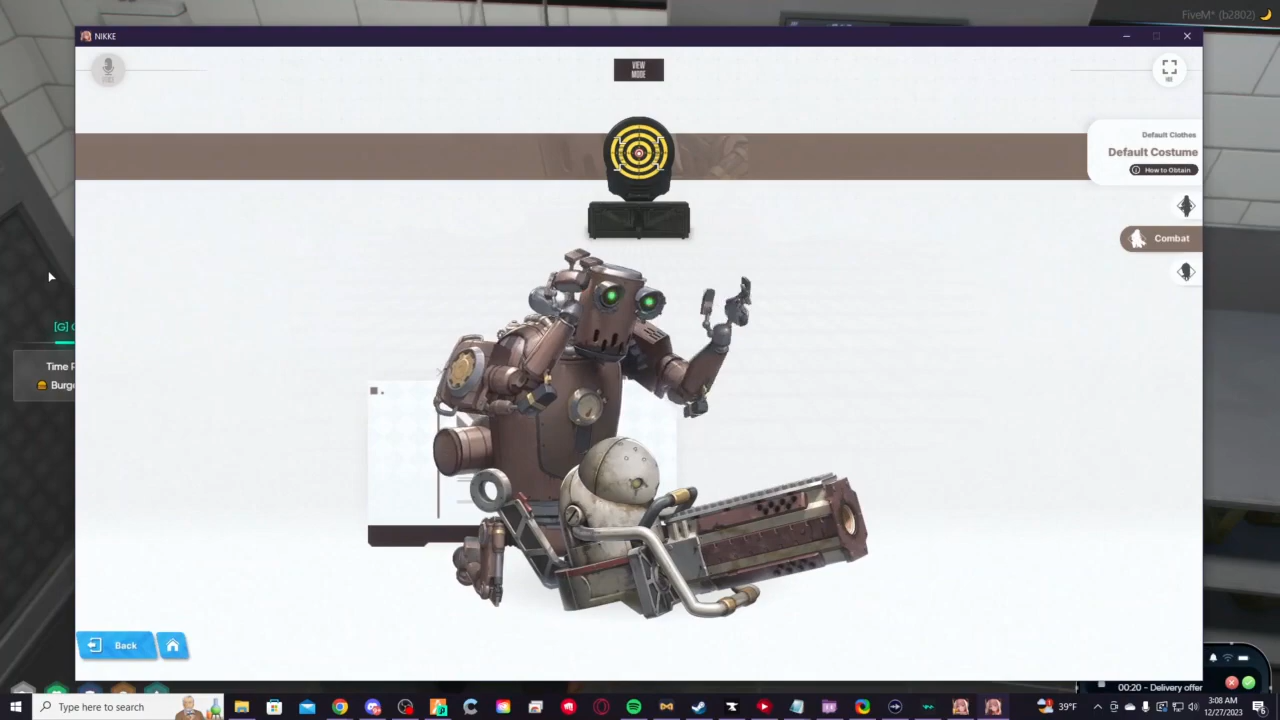 FiveM* (b2802)
NIKKE
VIEW
MODE
Default Clothes
Default Costume
How to Obtain
Combat
[G]
Time
Burge
Back
00:20 - Delivery offer
Type here to search
39°F
3:08 AM
12/27/2023